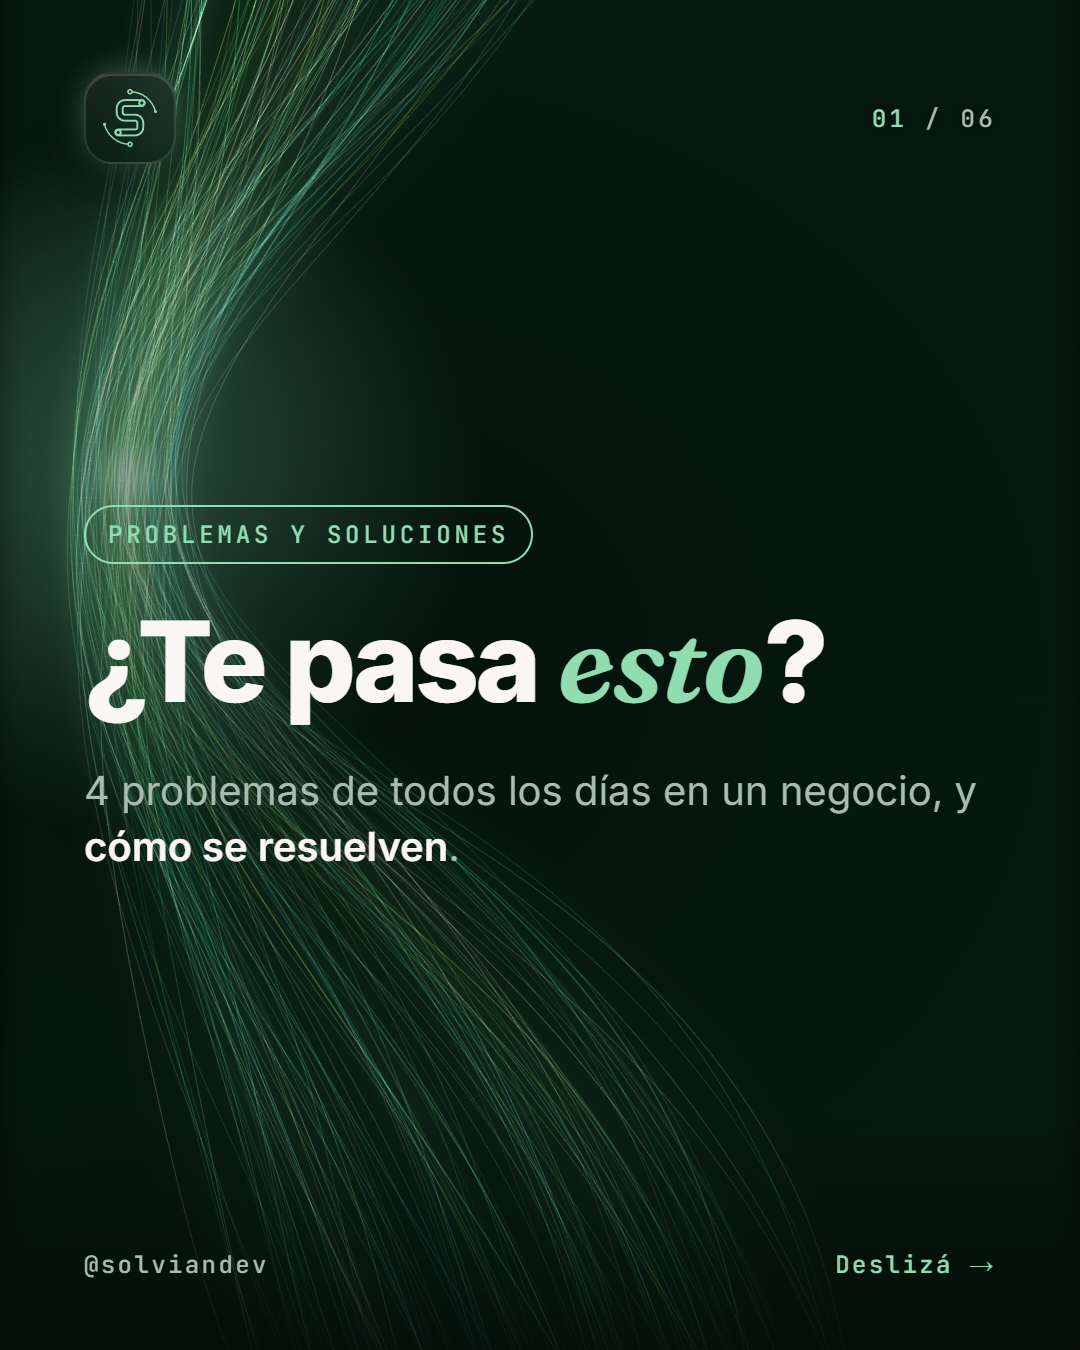 01 / 06
PROBLEMAS Y SOLUCIONES
¿Te pasa esto?
4 problemas de todos los días en un negocio, y
cómo se resuelven.
@solviandev
Deslizá →